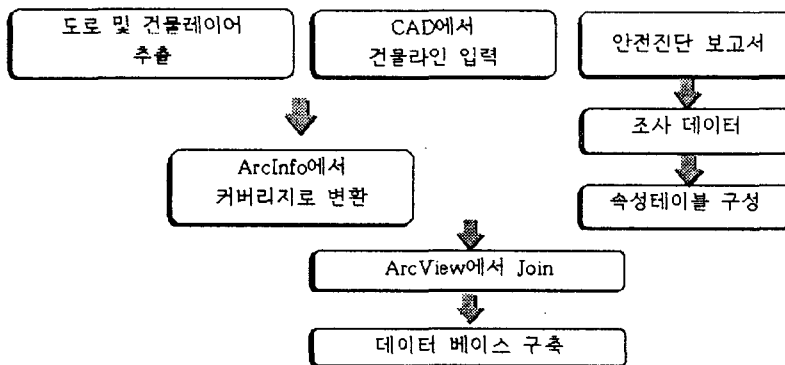 도로 및 건물레이어
추출
CAD에서
건물라인 입력
안전진단 보고서
조사 데이터
ArcInfo에서
커버리지로 변환
속성테이블 구성
ArcView에서 Join
데이터 베이스 구축